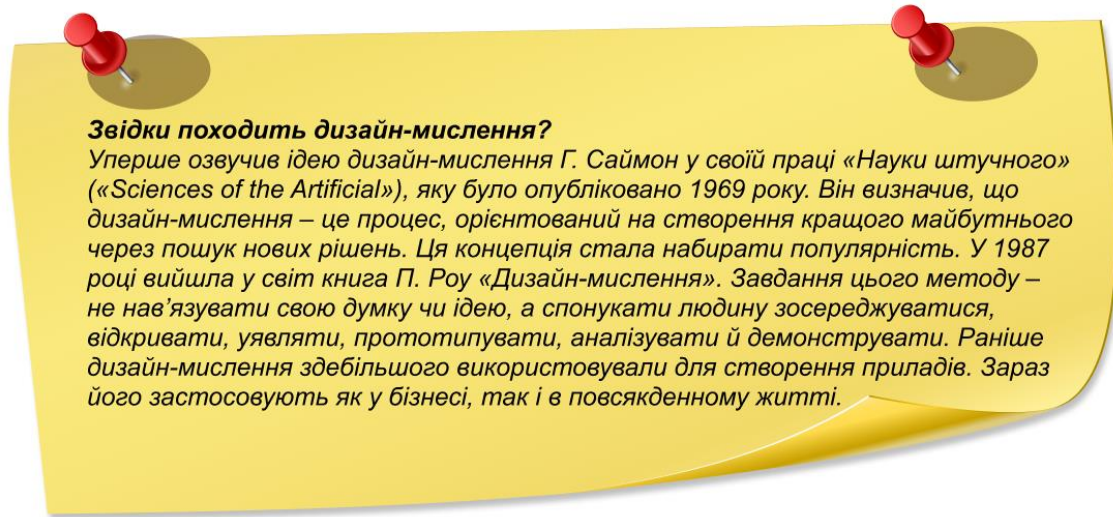 Звідки походить дизайн-мислення?
Уперше озвучив ідею дизайн-мислення Г. Саймон у своїй праці «Науки штучного»
(«Sciences of the Artificial»), яку було опубліковано 1969 року. Він визначив, що
дизайн-мислення – це процес, орієнтований на створення кращого майбутнього
через пошук нових рішень. Ця концепція стала набирати популярність. У 1987
році вийшла у світ книга П. Роу «Дизайн-мислення». Завдання цього методу –
не нав’язувати свою думку чи ідею, а спонукати людину зосереджуватися,
відкривати, уявляти, прототипувати, аналізувати й демонструвати. Раніше
дизайн-мислення здебільшого використовували для створення приладів. Зараз
його застосовують як у бізнесі, так і в повсякденному житті.